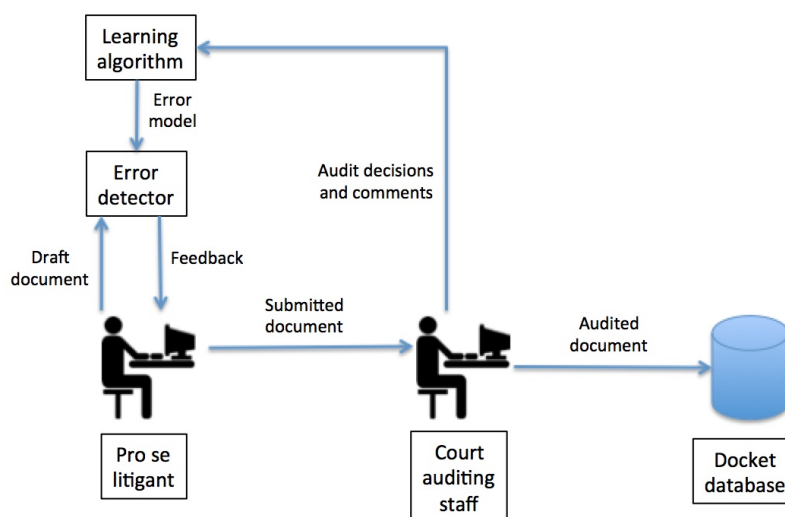 Learning
algorithm
Error
model
Error
detector
Audit decisions
and comments
Draft
document
Feedback
Submitted
document
Audited
document
Pro se
litigant
Court
auditing
staff
Docket
database